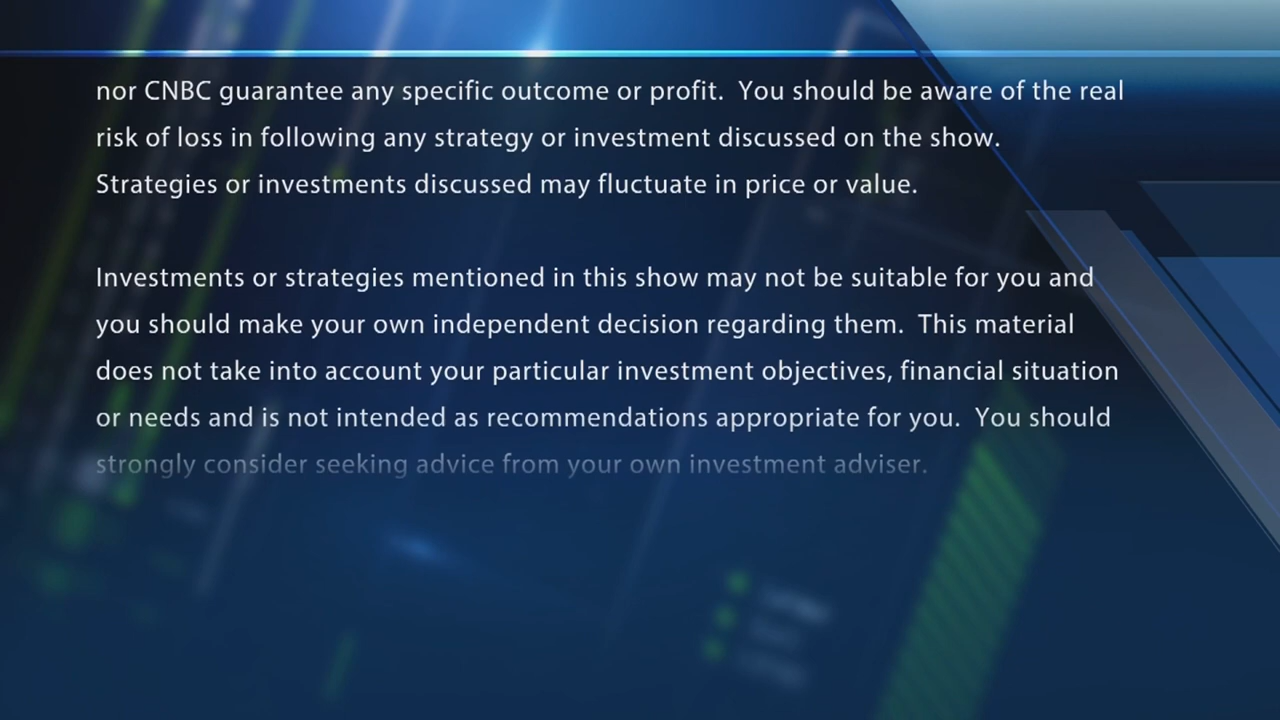 nor CNBC guarantee any specific outcome or profit.  You should be aware of the real
risk of loss in following any strategy or investment discussed on the show.
Strategies or investments discussed may fluctuate in price or value.
Investments or strategies mentioned in this show may not be suitable for you and
you should make your own independent decision regarding them.  This material
does not take into account your particular investment objectives, financial situation
or needs and is not intended as recommendations appropriate for you.  You should
strongly consider seeking advice from your own investment adviser.